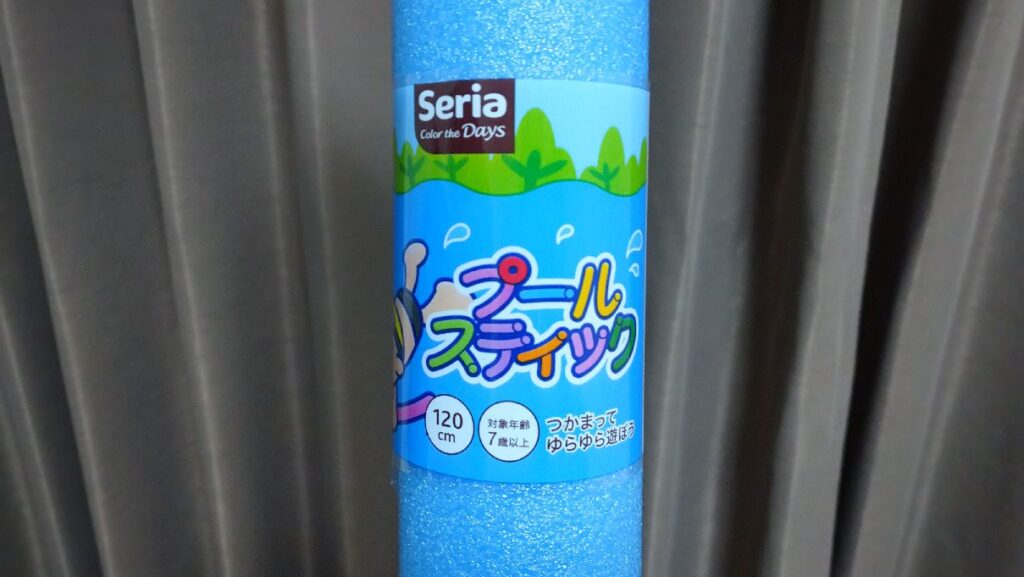 Seria
Color the Days
プール
スティック
120
cm
対象年齢
7歳以上
つかまって
ゆらゆら遊ぼう